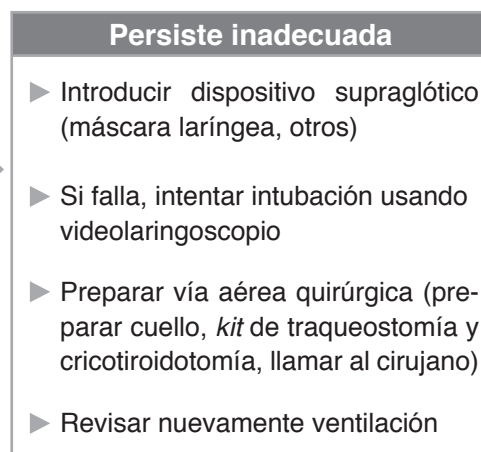 Persiste inadecuada
▶ Introducir dispositivo supraglótico
(máscara laríngea, otros)
▶ Si falla, intentar intubación usando
videolaringoscopio
▶ Preparar vía aérea quirúrgica (pre-
parar cuello, kit de traqueostomía y
cricotiroidotomía, llamar al cirujano)
▶ Revisar nuevamente ventilación